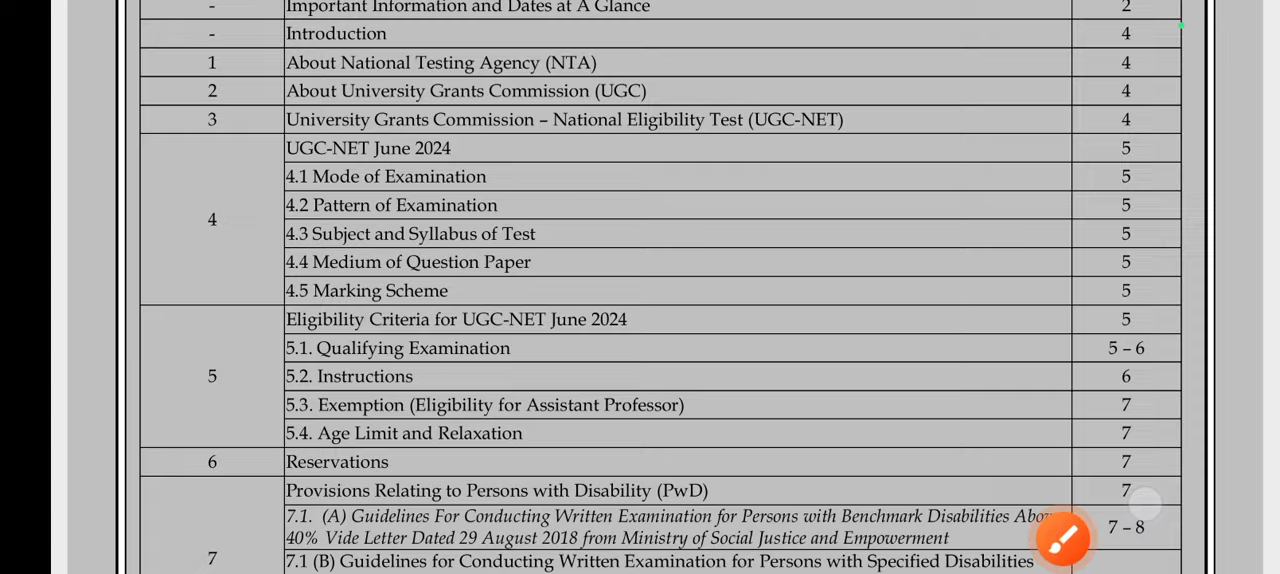 - Important Information and Dates at A Glance 2
- Introduction 4
1 About National Testing Agency (NTA) 4
2 About University Grants Commission (UGC) 4
3 University Grants Commission – National Eligibility Test (UGC-NET) 4
UGC-NET June 2024 5
4.1 Mode of Examination 5
4.2 Pattern of Examination 5
4
4.3 Subject and Syllabus of Test 5
4.4 Medium of Question Paper 5
4.5 Marking Scheme 5
Eligibility Criteria for UGC-NET June 2024 5
5.1. Qualifying Examination 5 – 6
5 5.2. Instructions 6
5.3. Exemption (Eligibility for Assistant Professor) 7
5.4. Age Limit and Relaxation 7
6 Reservations 7
Provisions Relating to Persons with Disability (PwD) 7
7.1. (A) Guidelines For Conducting Written Examination for Persons with Benchmark Disabilities
40% Vide Letter Dated 29 August 2018 from Ministry of Social Justice and Empowerment 7 – 8
7 7.1 (B) Guidelines for Conducting Written Examination for Persons with Specified Disabilities